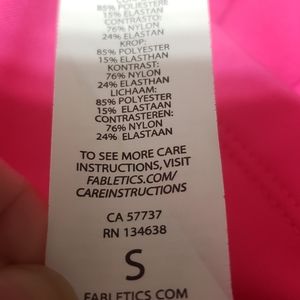 85% POLYESTER
15% ELASTAN
CONTRASTO:
76% NYLON
24% ELASTAN
KROP:
85% POLYESTER
15% ELASTHAN
KONTRAST:
76% NYLON
24% ELASTHAN
LICHAAM:
85% POLYESTER
15% ELASTAAN
CONTRASTEREN:
76% NYLON
24% ELASTAAN
TO SEE MORE CARE
INSTRUCTIONS, VISIT
FABLETICS.COM/
CAREINSTRUCTIONS
CA 57737
RN 134638
S
FABLETICS.COM